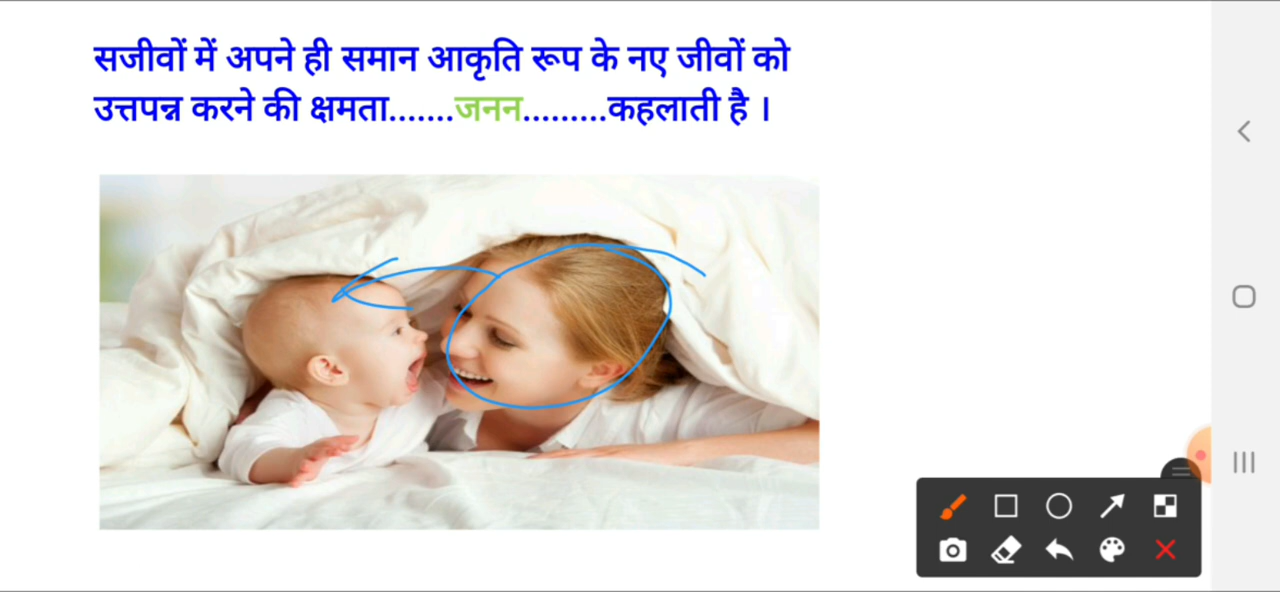 सजीवों में अपने ही समान आकृति रूप के नए जीवों को
उत्तपन्न करने की क्षमता.......जनन.........कहलाती है ।